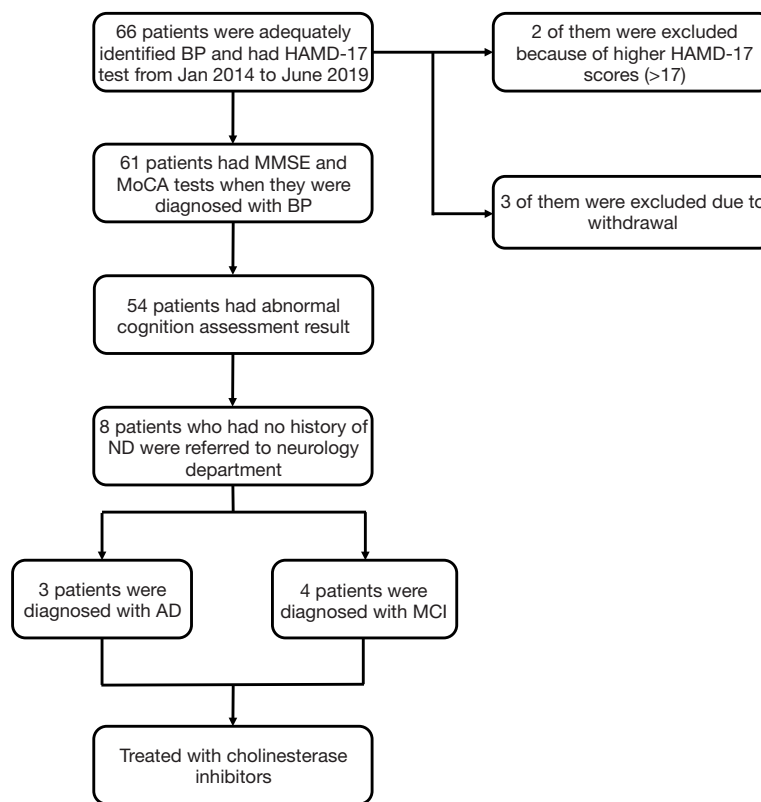 66 patients were adequately
identified BP and had HAMD-17
test from Jan 2014 to June 2019
2 of them were excluded
because of higher HAMD-17
scores (>17)
61 patients had MMSE and
MoCA tests when they were
diagnosed with BP
3 of them were excluded due to
withdrawal
54 patients had abnormal
cognition assessment result
8 patients who had no history of
ND were referred to neurology
department
3 patients were
diagnosed with AD
4 patients were
diagnosed with MCI
Treated with cholinesterase
inhibitors